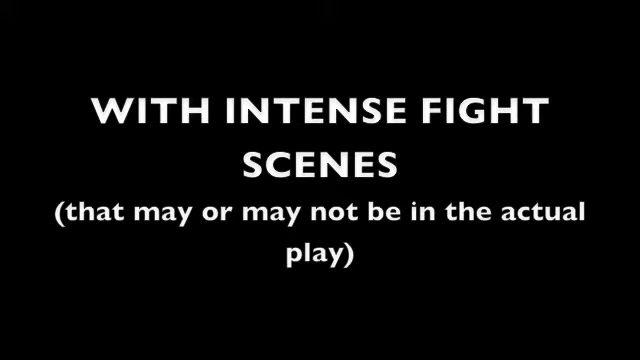 WITH INTENSE FIGHT
SCENES
(that may or may not be in the actual
play)